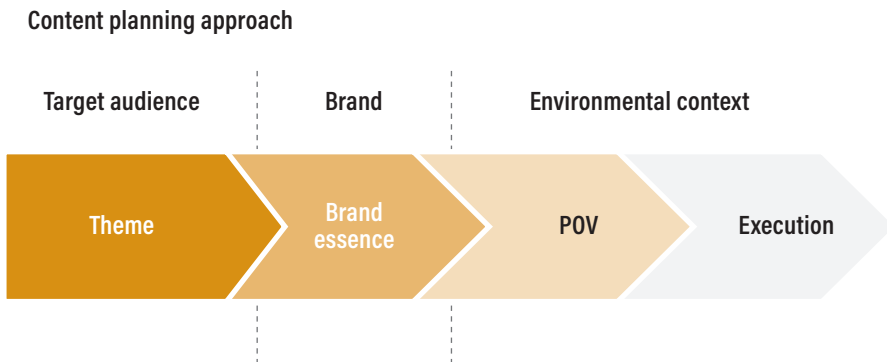 Content planning approach
Target audience
Brand
Environmental context
Theme
Brand
essence
POV
Execution